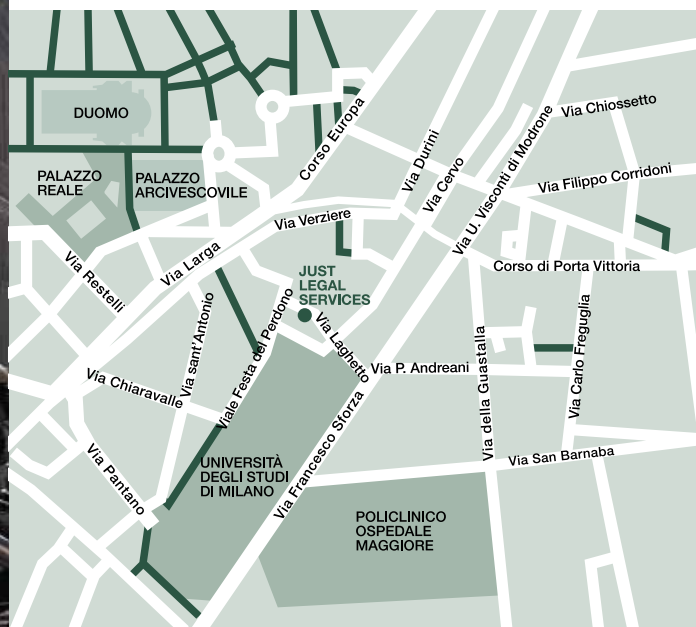 DUOMO
PALAZZO
REALE
PALAZZO
ARCIVESCOVILE
Corso Europa
Via Durini
Via Cervo
Via U. Visconti di Modrone
Via Chiossetto
Via Filippo Corridoni
Via Verziere
Via Larga
Via Restelli
Corso di Porta Vittoria
JUST
LEGAL
SERVICES
Via Laghetto
Viale Festa del Perdono
Via sant'Antonio
Via Chiaravalle
Via P. Andreani
Via della Guastalla
Via Carlo Freguglia
Via Pantano
UNIVERSITÀ
DEGLI STUDI
DI MILANO
Via Francesco Sforza
Via San Barnaba
POLICLINICO
OSPEDALE
MAGGIORE